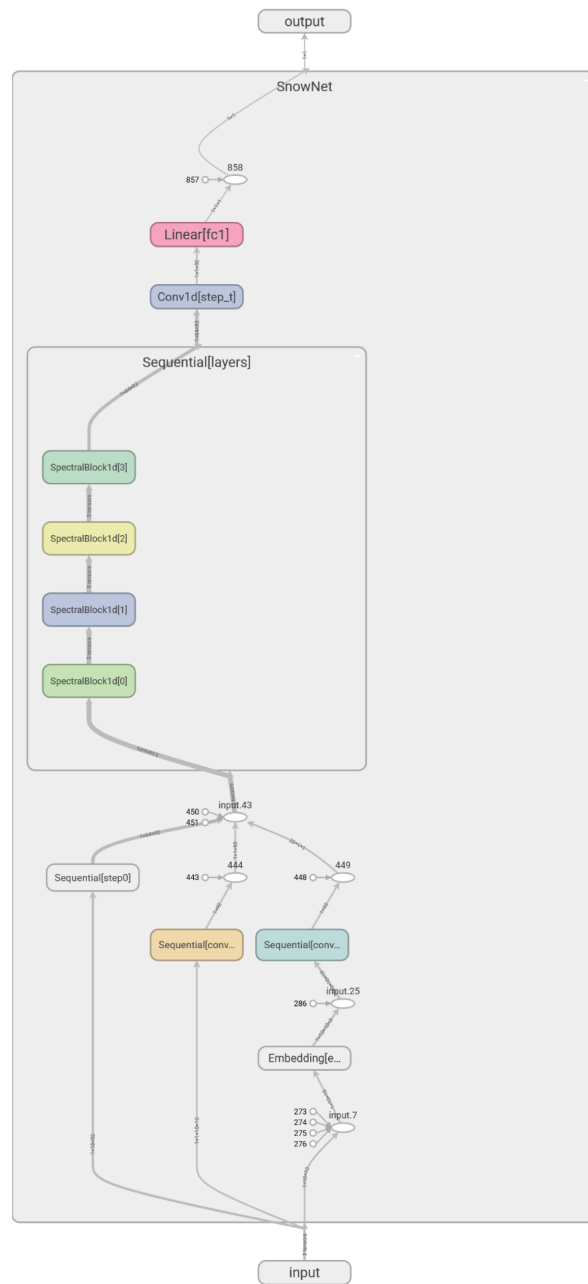 output
SnowNet
858
857
Linear[fc1]
Conv1d[step_t]
Sequential[layers]
SpectralBlock1d[3]
SpectralBlock1d[2]
SpectralBlock1d[1]
SpectralBlock1d[0]
450
input.43
451
444
449
443
448
Sequential[step0]
Sequential[conv...
Sequential[conv...
input.25
286
Embedding[e...
273
input.7
274
275
276
input